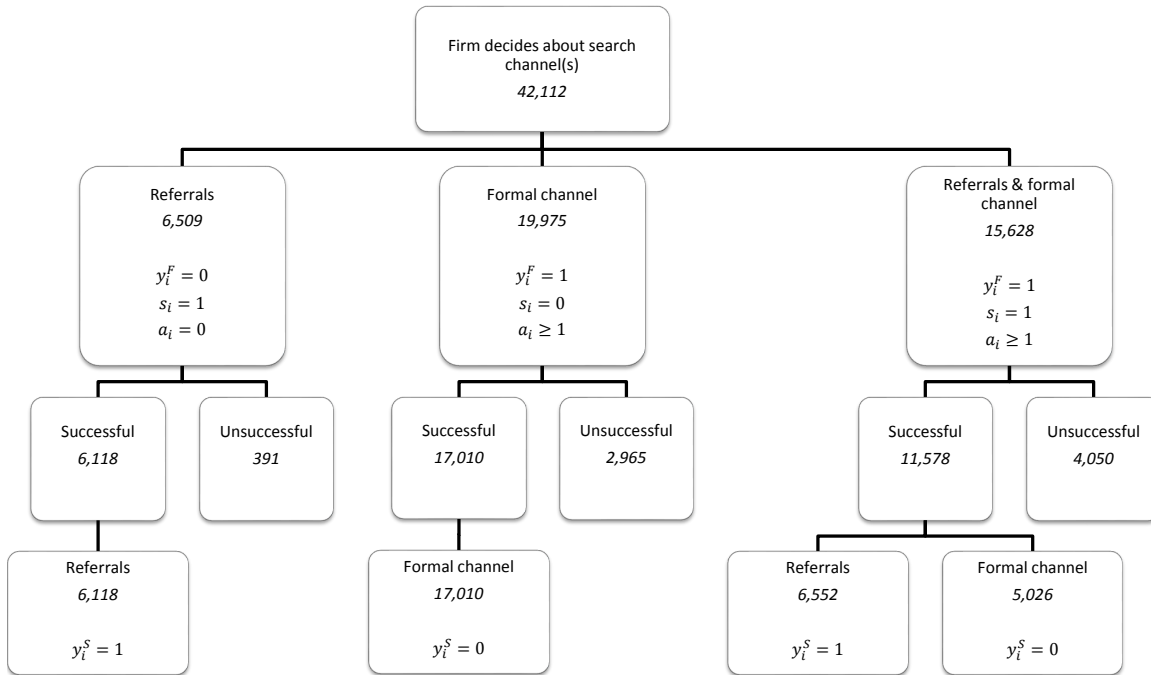 Firm decides about search
channel(s)
42,112
Referrals
6,509
y_i^F = 0
s_i = 1
a_i = 0
Formal channel
19,975
y_i^F = 1
s_i = 0
a_i ≥ 1
Referrals & formal
channel
15,628
y_i^F = 1
s_i = 1
a_i ≥ 1
Successful
6,118
Unsuccessful
391
Successful
17,010
Unsuccessful
2,965
Successful
11,578
Unsuccessful
4,050
Referrals
6,118
y_i^S = 1
Formal channel
17,010
y_i^S = 0
Referrals
6,552
y_i^S = 1
Formal channel
5,026
y_i^S = 0